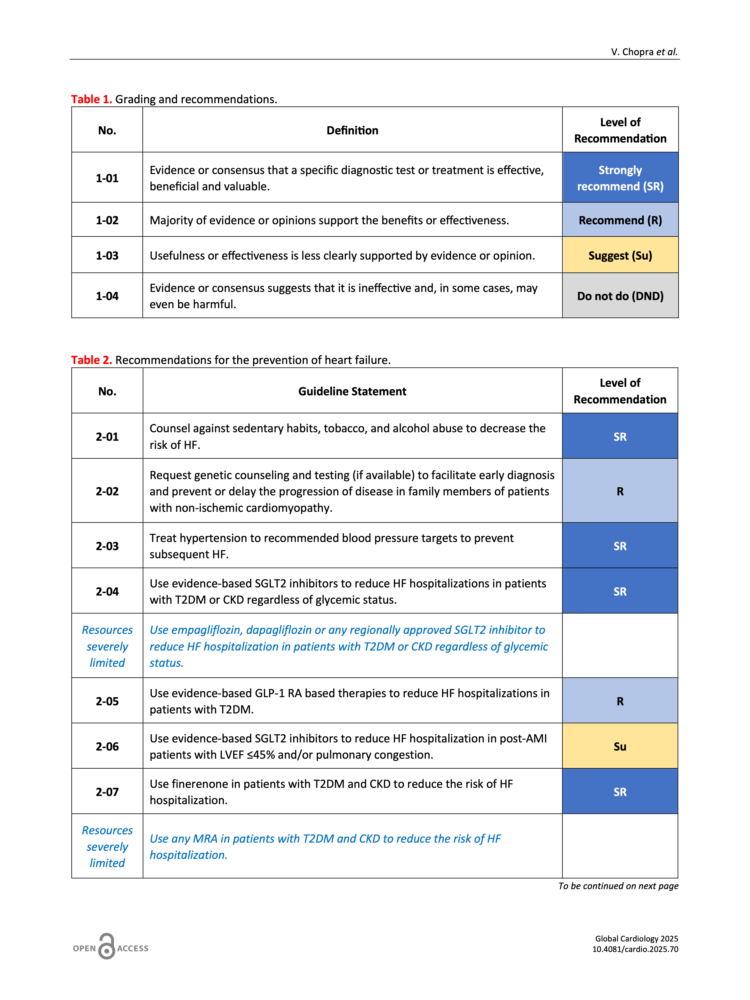 V. Chopra et al.
Table 1. Grading and recommendations.
No.
Definition
Level of
Recommendation
1-01
Evidence or consensus that a specific diagnostic test or treatment is effective,
beneficial and valuable.
Strongly
recommend (SR)
1-02
Majority of evidence or opinions support the benefits or effectiveness.
Recommend (R)
1-03
Usefulness or effectiveness is less clearly supported by evidence or opinion.
Suggest (Su)
1-04
Evidence or consensus suggests that it is ineffective and, in some cases, may
even be harmful.
Do not do (DND)
Table 2. Recommendations for the prevention of heart failure.
No.
Guideline Statement
Level of
Recommendation
2-01
Counsel against sedentary habits, tobacco, and alcohol abuse to decrease the
risk of HF.
SR
2-02
Request genetic counseling and testing (if available) to facilitate early diagnosis
and prevent or delay the progression of disease in family members of patients
with non-ischemic cardiomyopathy.
R
2-03
Treat hypertension to recommended blood pressure targets to prevent
subsequent HF.
SR
2-04
Use evidence-based SGLT2 inhibitors to reduce HF hospitalizations in patients
with T2DM or CKD regardless of glycemic status.
SR
Resources
severely
limited
Use empagliflozin, dapagliflozin or any regionally approved SGLT2 inhibitor to
reduce HF hospitalization in patients with T2DM or CKD regardless of glycemic
status.
2-05
Use evidence-based GLP-1 RA based therapies to reduce HF hospitalizations in
patients with T2DM.
R
2-06
Use evidence-based SGLT2 inhibitors to reduce HF hospitalization in post-AMI
patients with LVEF ≤45% and/or pulmonary congestion.
Su
2-07
Use finerenone in patients with T2DM and CKD to reduce the risk of HF
hospitalization.
SR
Resources
severely
limited
Use any MRA in patients with T2DM and CKD to reduce the risk of HF
hospitalization.
To be continued on next page
OPEN ACCESS
Global Cardiology 2025
10.4081/cardio.2025.70